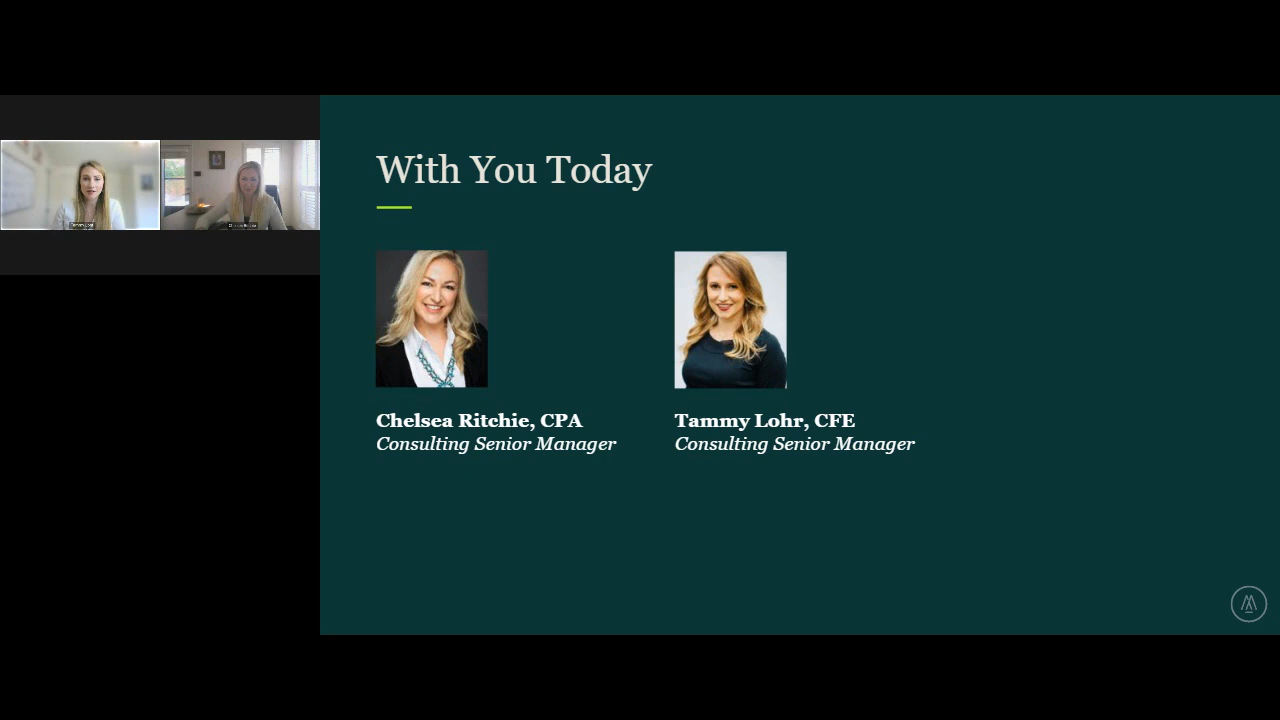 With You Today
Chelsea Ritchie, CPA
Consulting Senior Manager
Tammy Lohr, CFE
Consulting Senior Manager